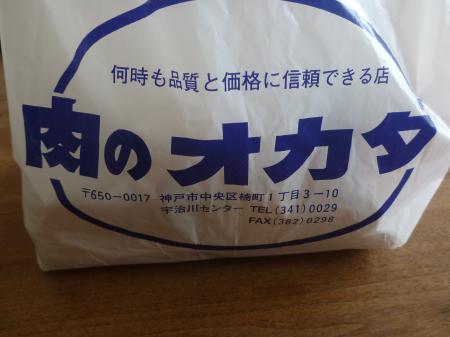 何時も品質と価格に信頼できる店
肉のオカタ
〒650-0017 神戸市中央区楠町1丁目3-10
宇治川センター TEL(341)0029
FAX(382)0298